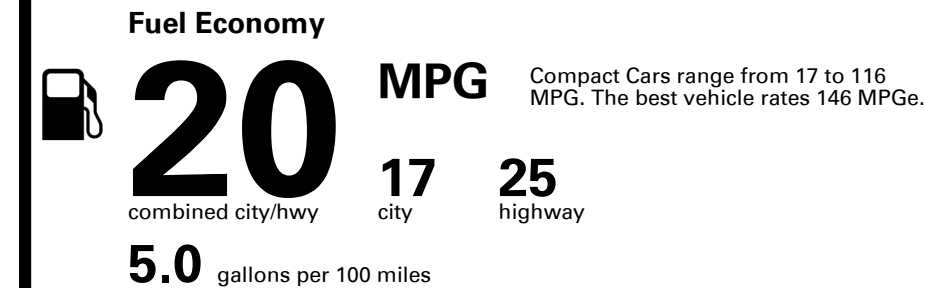 Fuel Economy
20 MPG
Compact Cars range from 17 to 116
MPG. The best vehicle rates 146 MPGe.
17 25
combined city/hwy city highway
5.0 gallons per 100 miles